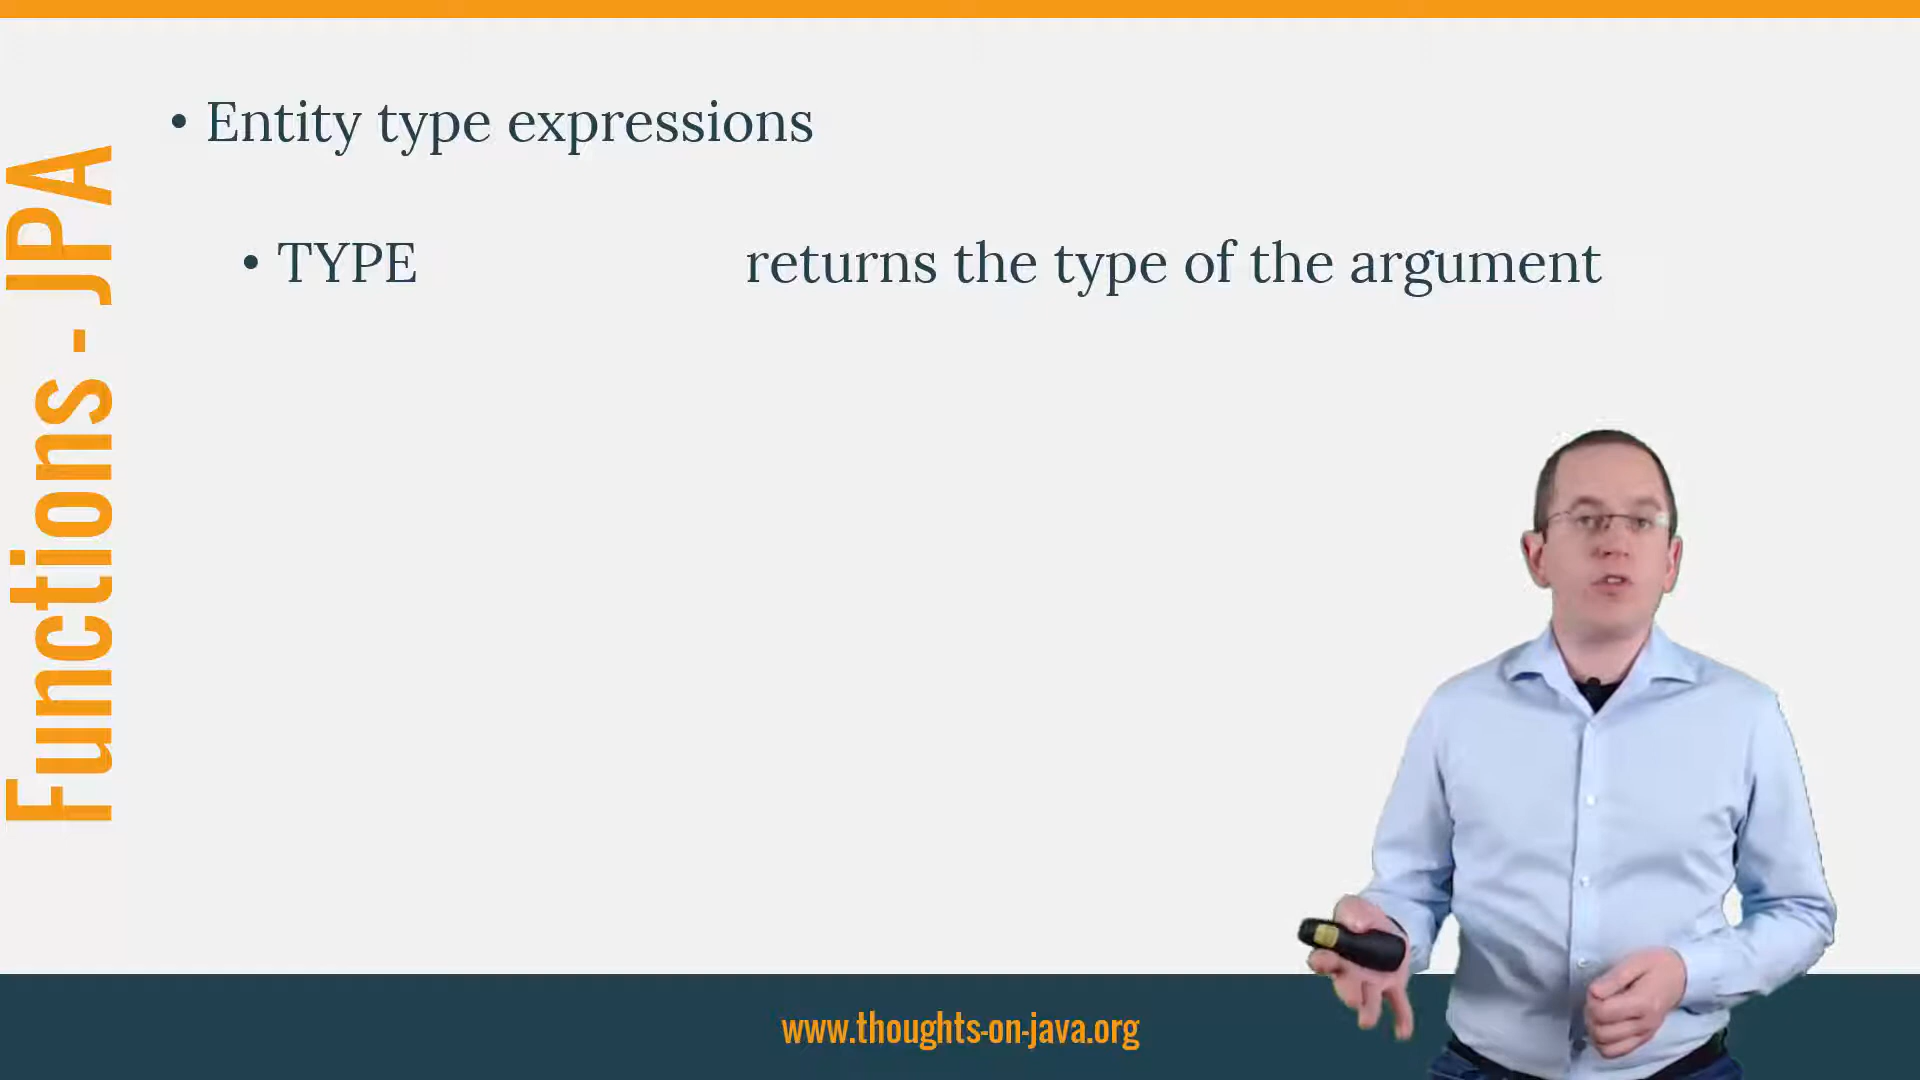 Functions - JPA
• Entity type expressions
• TYPE returns the type of the argument
www.thoughts-on-java.org